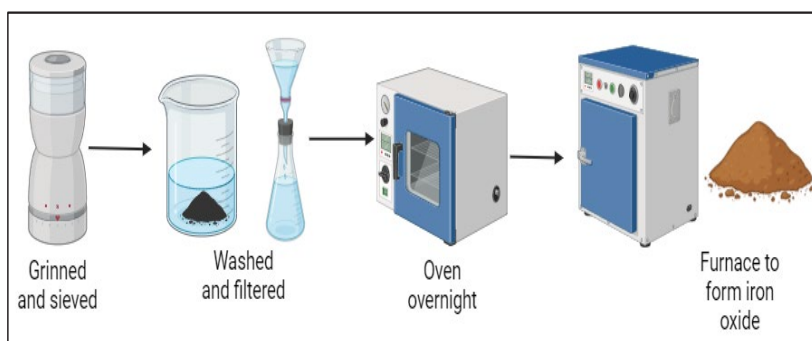 Grinned
and sieved
Washed
and filtered
Oven
overnight
Furnace to
form iron
oxide